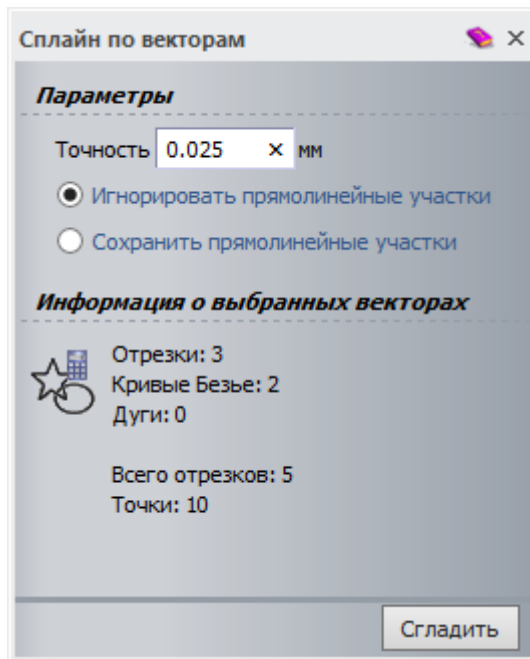 Сплайн по векторам
Параметры
Точность 0.025 × мм
Игнорировать прямолинейные участки
Сохранить прямолинейные участки
Информация о выбранных векторах
Отрезки: 3
Кривые Безье: 2
Дуги: 0
Всего отрезков: 5
Точки: 10
Сгладить